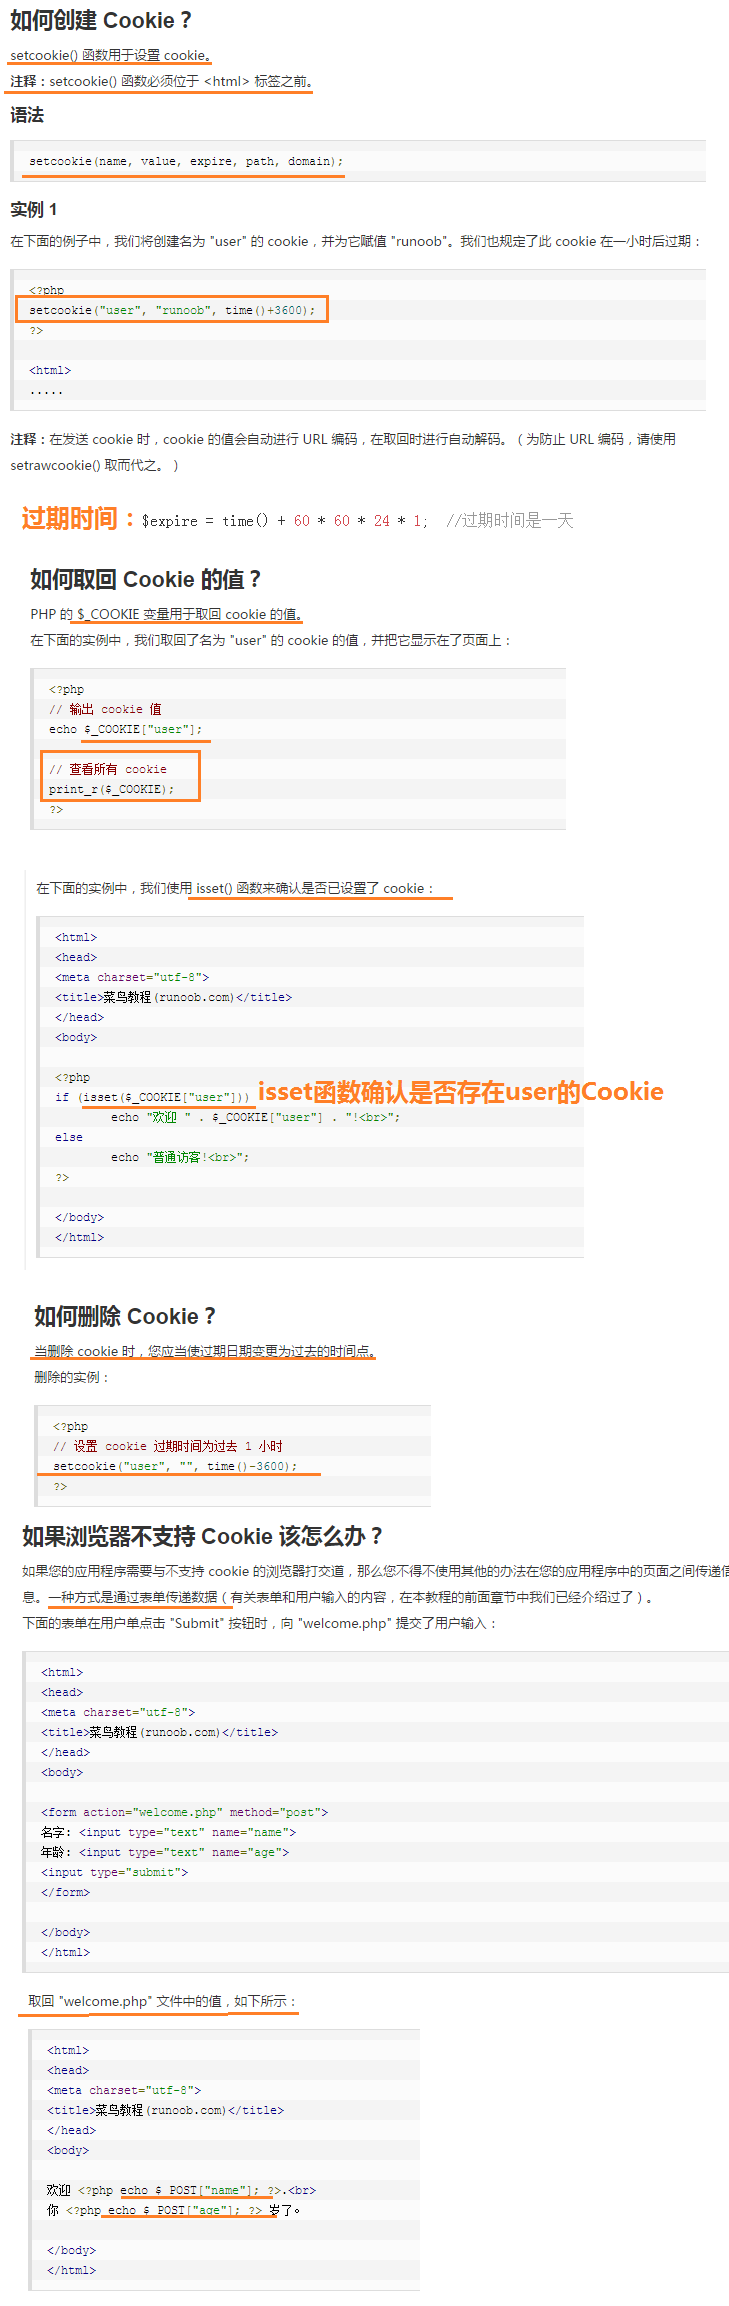 如何创建 Cookie？
setcookie() 函数用于设置 cookie。
注释：setcookie() 函数必须位于 <html> 标签之前。
语法
setcookie(name, value, expire, path, domain);
实例 1
在下面的例子中，我们将创建名为 "user" 的 cookie，并为它赋值 "runoob"。我们也规定了此 cookie 在一小时后过期：
<?php
setcookie("user", "runoob", time()+3600);
?>
<html>
.....
注释：在发送 cookie 时，cookie 的值会自动进行 URL 编码，在取回时进行自动解码。（为防止 URL 编码，请使用
setrawcookie() 取而代之。）
过期时间：$expire = time() + 60 * 60 * 24 * 1;  //过期时间是一天
如何取回 Cookie 的值？
PHP 的 $_COOKIE 变量用于取回 cookie 的值。
在下面的实例中，我们取回了名为 "user" 的 cookie 的值，并把它显示在了页面上：
<?php
// 输出 cookie 值
echo $_COOKIE["user"];
// 查看所有 cookie
print_r($_COOKIE);
?>
在下面的实例中，我们使用 isset() 函数来确认是否已设置了 cookie：
<html>
<head>
<meta charset="utf-8">
<title>菜鸟教程(runoob.com)</title>
</head>
<body>
<?php
if (isset($_COOKIE["user"])) isset函数确认是否存在user的Cookie
echo "欢迎 " . $_COOKIE["user"] . "!<br>";
else
echo "普通访客!<br>";
?>
</body>
</html>
如何删除 Cookie？
当删除 cookie 时，您应当使过期日期变更为过去的时间点。
删除的实例：
<?php
// 设置 cookie 过期时间为过去 1 小时
setcookie("user", "", time()-3600);
?>
如果浏览器不支持 Cookie 该怎么办？
如果您的应用程序需要与不支持 cookie 的浏览器打交道，那么您不得不使用其他的办法在您的应用程序中的页面之间传递信
息。一种方式是通过表单传递数据（有关表单和用户输入的内容，在本教程的前面章节中我们已经介绍过了）。
下面的表单在用户单点击 "Submit" 按钮时，向 "welcome.php" 提交了用户输入：
<html>
<head>
<meta charset="utf-8">
<title>菜鸟教程(runoob.com)</title>
</head>
<body>
<form action="welcome.php" method="post">
名字: <input type="text" name="name">
年龄: <input type="text" name="age">
<input type="submit">
</form>
</body>
</html>
取回 "welcome.php" 文件中的值，如下所示：
<html>
<head>
<meta charset="utf-8">
<title>菜鸟教程(runoob.com)</title>
</head>
<body>
欢迎 <?php echo $_POST["name"]; ?>.<br>
你 <?php echo $_POST["age"]; ?> 岁了。
</body>
</html>